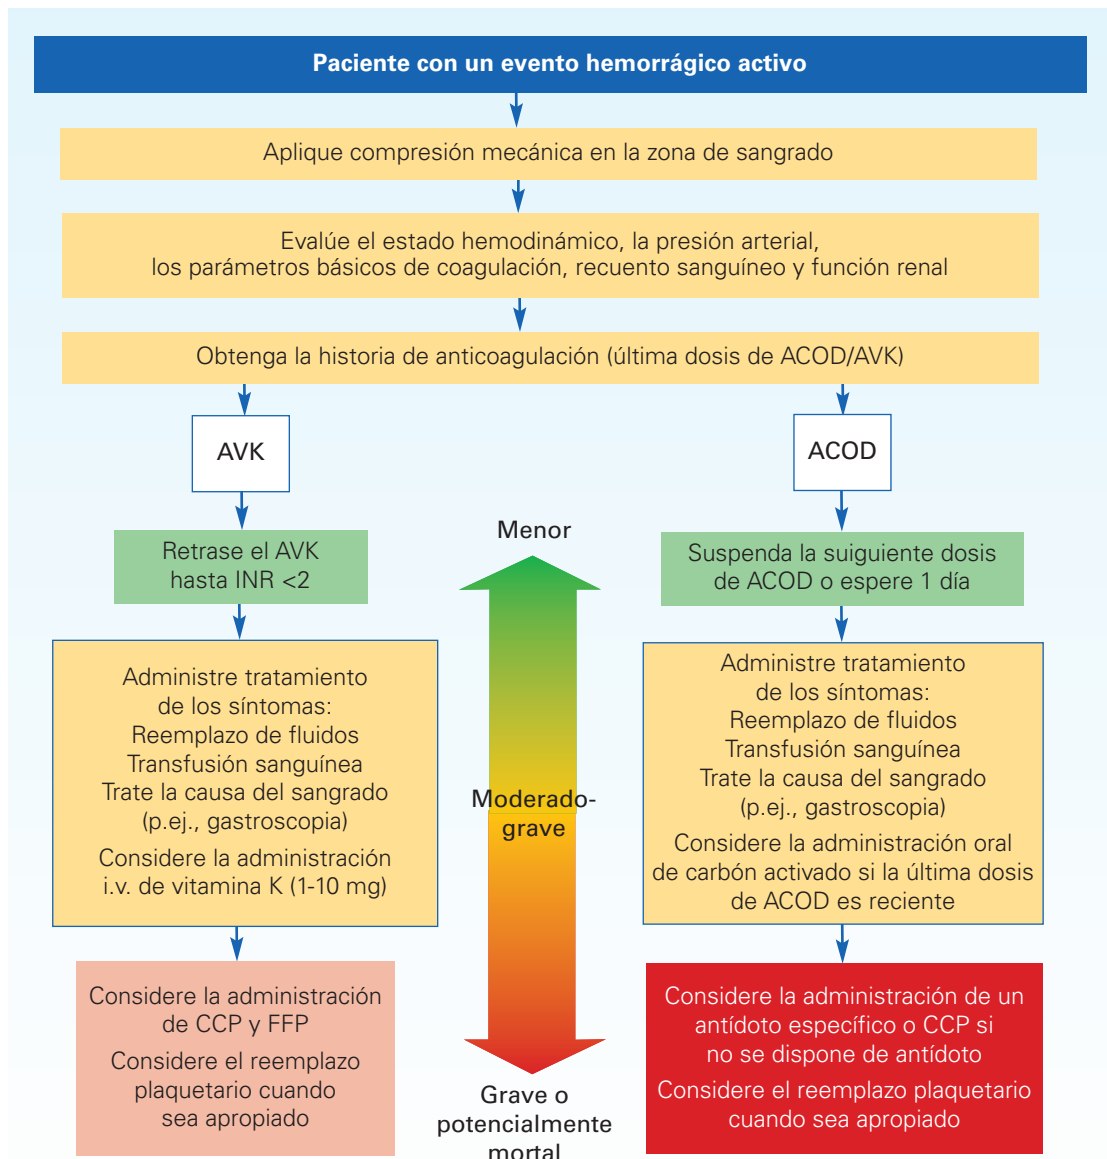 Paciente con un evento hemorrágico activo
Aplique compresión mecánica en la zona de sangrado
Evalúe el estado hemodinámico, la presión arterial,
los parámetros básicos de coagulación, recuento sanguíneo y función renal
Obtenga la historia de anticoagulación (última dosis de ACOD/AVK)
AVK
Retrase el AVK
hasta INR <2
Administre tratamiento
de los síntomas:
Reemplazo de fluidos
Transfusión sanguínea
Trate la causa del sangrado
(p.ej., gastroscopia)
Considere la administración
i.v. de vitamina K (1-10 mg)
Considere la administración
de CCP y FFP
Considere el reemplazo
plaquetario cuando
sea apropiado
Menor
Moderado-
grave
Grave o
potencialmente
mortal
ACOD
Suspenda la suiguiente dosis
de ACOD o espere 1 día
Administre tratamiento
de los síntomas:
Reemplazo de fluidos
Transfusión sanguínea
Trate la causa del sangrado
(p.ej., gastroscopia)
Considere la administración oral
de carbón activado si la última dosis
de ACOD es reciente
Considere la administración de un
antídoto específico o CCP si
no se dispone de antídoto
Considere el reemplazo plaquetario
cuando sea apropiado